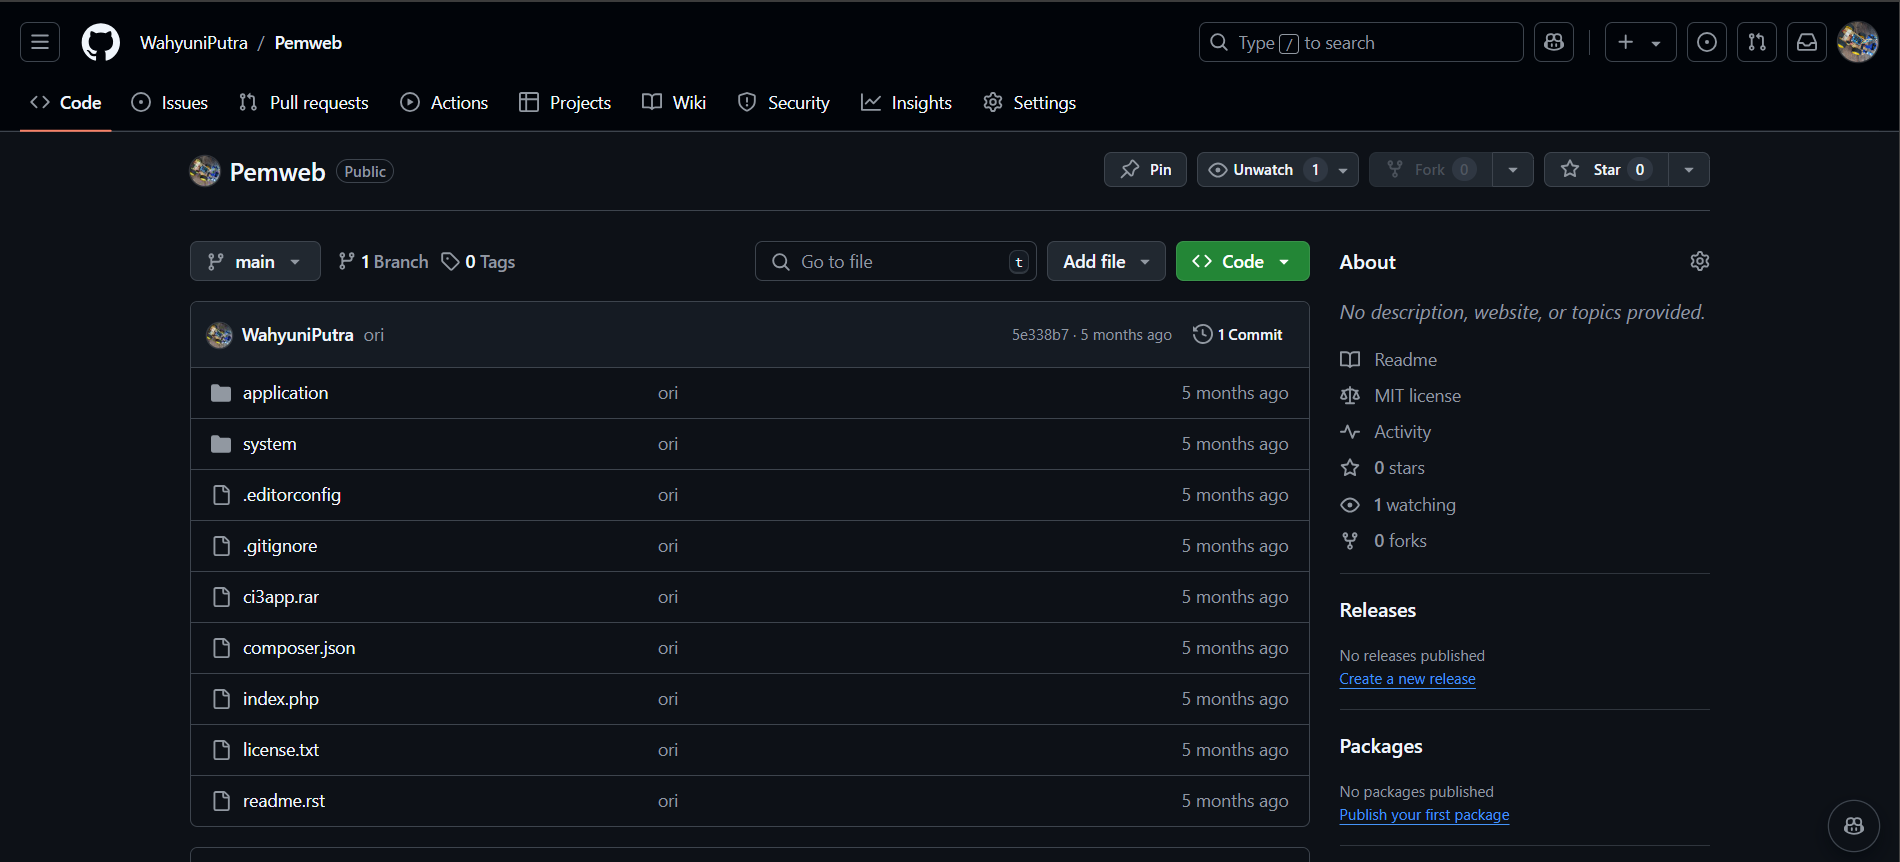 WahyuniPutra / Pemweb
Type / to search
Code Issues Pull requests Actions Projects Wiki Security Insights Settings
Pemweb Public
Pin Unwatch 1 Fork 0 Star 0
main 1 Branch 0 Tags Go to file t Add file Code
WahyuniPutra ori 5e338b7 · 5 months ago 1 Commit
application ori 5 months ago
system ori 5 months ago
.editorconfig ori 5 months ago
.gitignore ori 5 months ago
ci3app.rar ori 5 months ago
composer.json ori 5 months ago
index.php ori 5 months ago
license.txt ori 5 months ago
readme.rst ori 5 months ago
About
No description, website, or topics provided.
Readme
MIT license
Activity
0 stars
1 watching
0 forks
Releases
No releases published
Create a new release
Packages
No packages published
Publish your first package